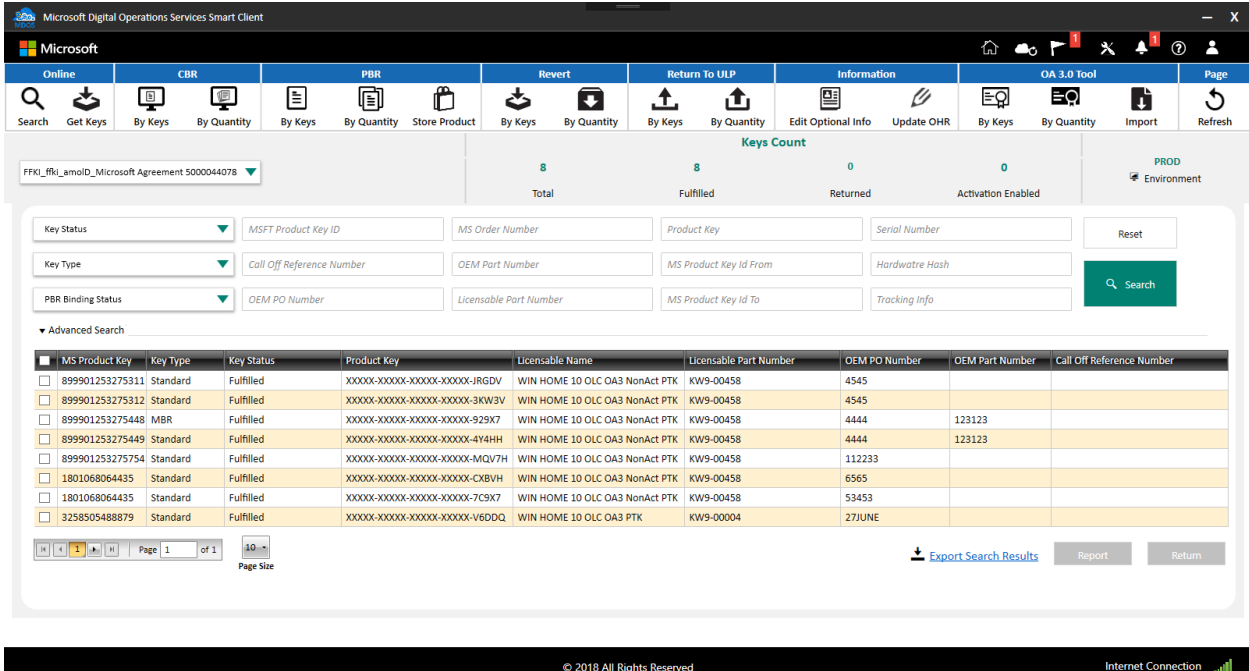 Microsoft Digital Operations Services Smart Client
MDOS
Microsoft
1 1
Online CBR PBR Revert Return To ULP Information OA 3.0 Tool Page
Search Get Keys By Keys By Quantity By Keys By Quantity Store Product By Keys By Quantity By Keys By Quantity Edit Optional Info Update OHR By Keys By Quantity Import Refresh
Keys Count
FFKI_ffki_amoID_Microsoft Agreement 5000044078
8 8 0 0
Total Fulfilled Returned Activation Enabled
PROD
Environment
Key Status MSFT Product Key ID MS Order Number Product Key Serial Number Reset
Key Type Call Off Reference Number OEM Part Number MS Product Key Id From Hardwatre Hash
Search
PBR Binding Status OEM PO Number Licensable Part Number MS Product Key Id To Tracking Info
Advanced Search
MS Product Key Key Type Key Status Product Key Licensable Name Licensable Part Number OEM PO Number OEM Part Number Call Off Reference Number
899901253275311 Standard Fulfilled XXXXX-XXXXX-XXXXX-XXXXX-JRGDV WIN HOME 10 OLC OA3 NonAct PTK KW9-00458 4545
899901253275312 Standard Fulfilled XXXXX-XXXXX-XXXXX-XXXXX-3KW3V WIN HOME 10 OLC OA3 NonAct PTK KW9-00458 4545
899901253275448 MBR Fulfilled XXXXX-XXXXX-XXXXX-XXXXX-929X7 WIN HOME 10 OLC OA3 NonAct PTK KW9-00458 4444 123123
899901253275449 Standard Fulfilled XXXXX-XXXXX-XXXXX-XXXXX-4Y4HH WIN HOME 10 OLC OA3 NonAct PTK KW9-00458 4444 123123
899901253275754 Standard Fulfilled XXXXX-XXXXX-XXXXX-XXXXX-MQV7H WIN HOME 10 OLC OA3 NonAct PTK KW9-00458 112233
1801068064435 Standard Fulfilled XXXXX-XXXXX-XXXXX-XXXXX-CXBVH WIN HOME 10 OLC OA3 NonAct PTK KW9-00458 6565
1801068064435 Standard Fulfilled XXXXX-XXXXX-XXXXX-XXXXX-7C9X7 WIN HOME 10 OLC OA3 NonAct PTK KW9-00458 53453
3258505488879 Standard Fulfilled XXXXX-XXXXX-XXXXX-XXXXX-V6DDQ WIN HOME 10 OLC OA3 PTK KW9-00004 27JUNE
1 Page 1 of 1 10
Page Size
Export Search Results Report Return
© 2018 All Rights Reserved
Internet Connection